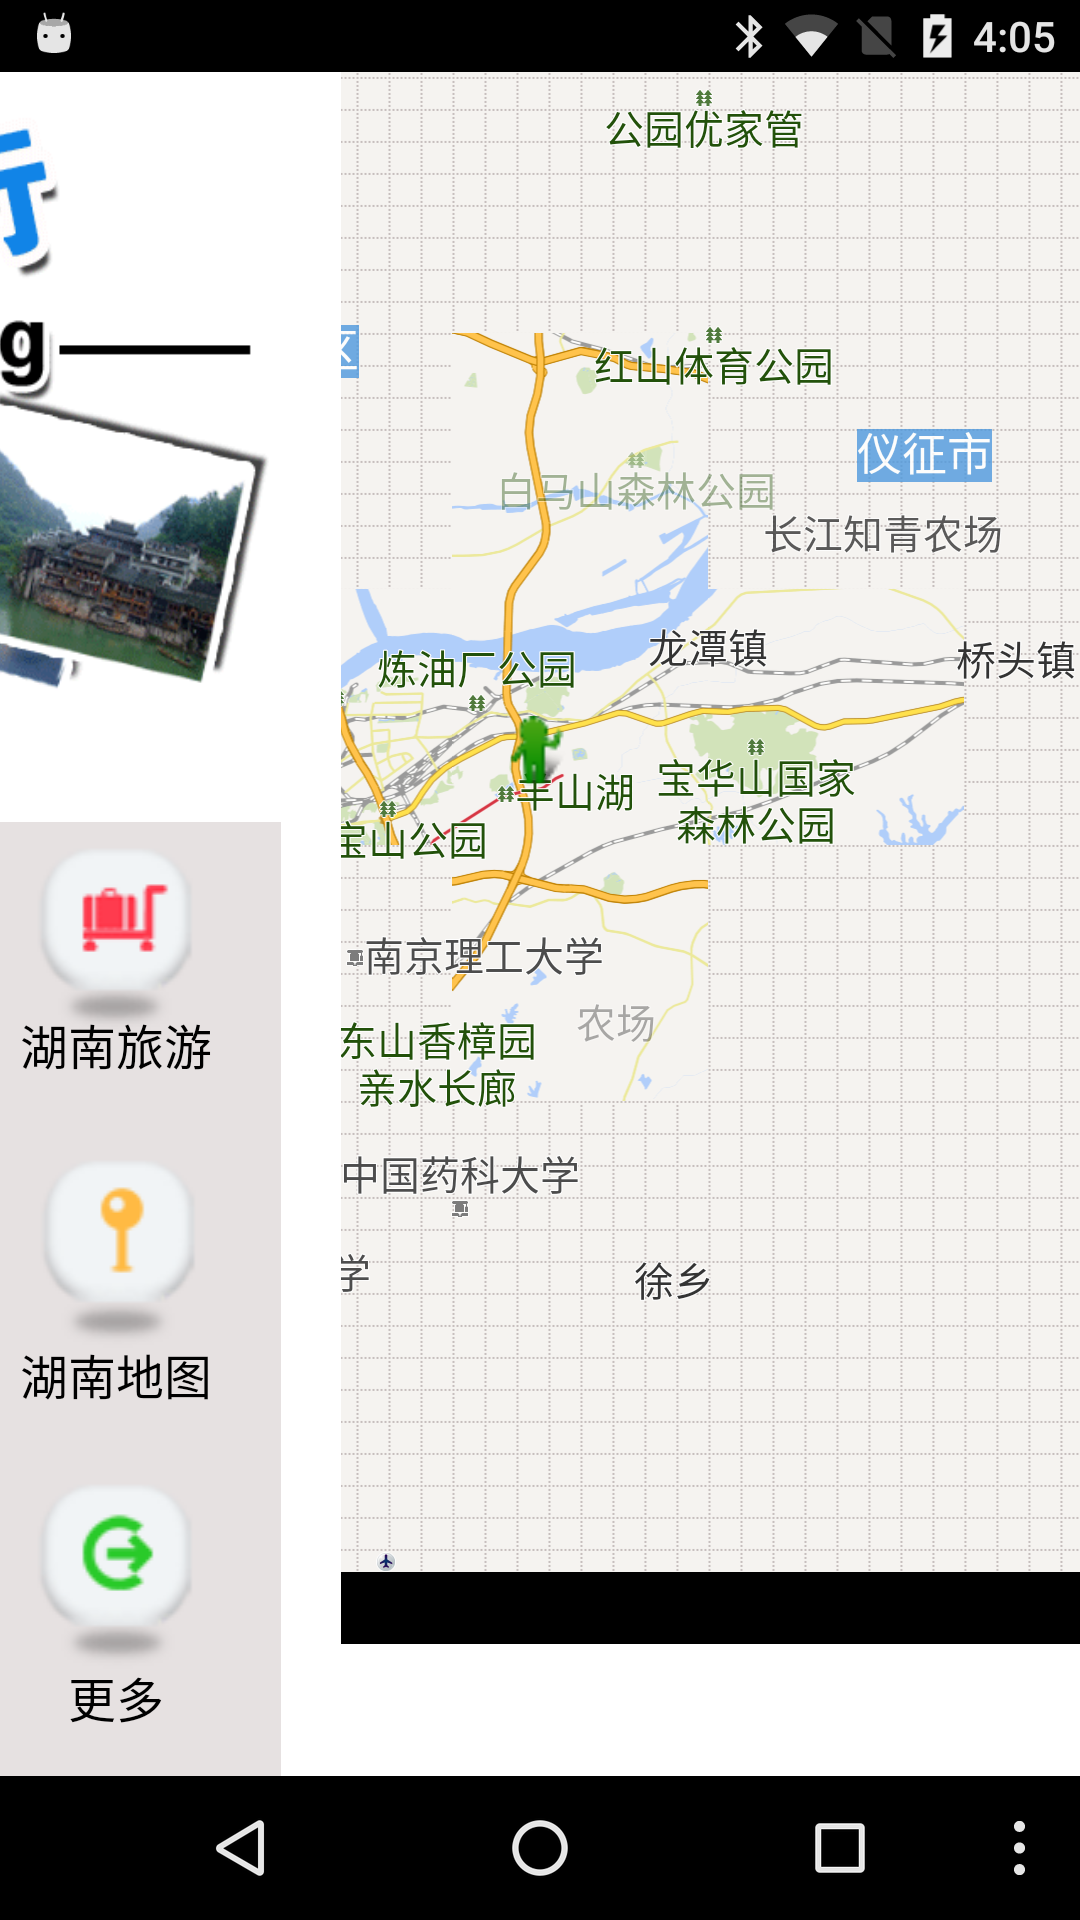 4:05
行
g
公园优家管
区
红山体育公园
仪征市
白马山森林公园
长江知青农场
龙潭镇
桥头镇
炼油厂公园
羊山湖
宝华山国家
森林公园
宝山公园
南京理工大学
农场
东山香樟园
亲水长廊
中国药科大学
学
徐乡
湖南旅游
湖南地图
更多